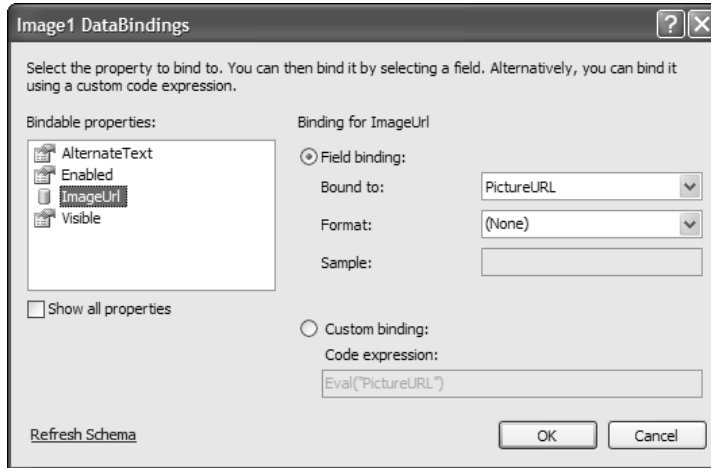 Image1 DataBindings
Select the property to bind to. You can then bind it by selecting a field. Alternatively, you can bind it
using a custom code expression.
Bindable properties:
AlternateText
Enabled
ImageUrl
Visible
Show all properties
Binding for ImageUrl
Field binding:
Bound to: PictureURL
Format: (None)
Sample:
Custom binding:
Code expression:
Eval("PictureURL")
Refresh Schema
OK
Cancel